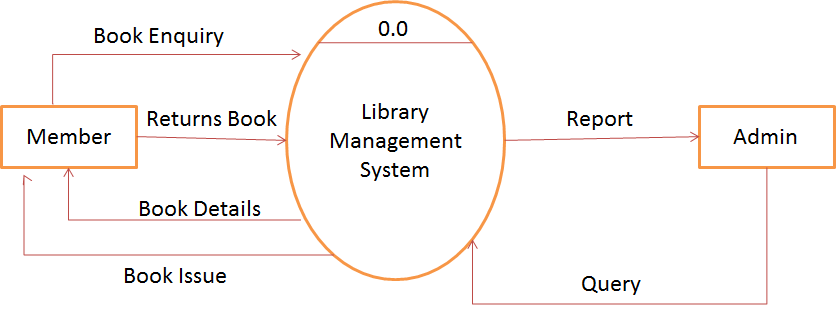 0.0
Book Enquiry
Returns Book
Member
Library
Management
System
Report
Admin
Book Details
Book Issue
Query